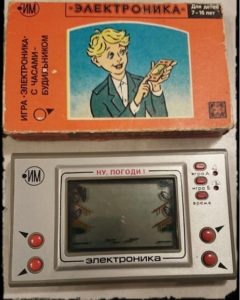 ИМ
«ЭЛЕКТРОНИКА»
Для детей
7-16 лет
ИГРА «ЭЛЕКТРОНИКА»
С ЧАСАМИ-
БУДИЛЬНИКОМ
ИМ
НУ, ПОГОДИ!
игра А
игра Б
время
электроника